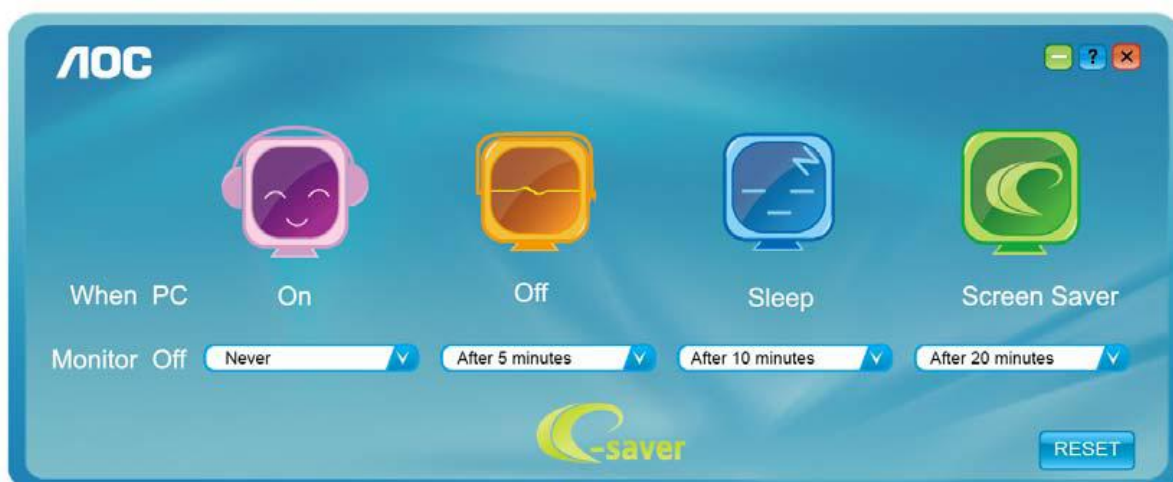 AOC
?
When PC On Off Sleep Screen Saver
Monitor Off Never After 5 minutes After 10 minutes After 20 minutes
e-saver
RESET